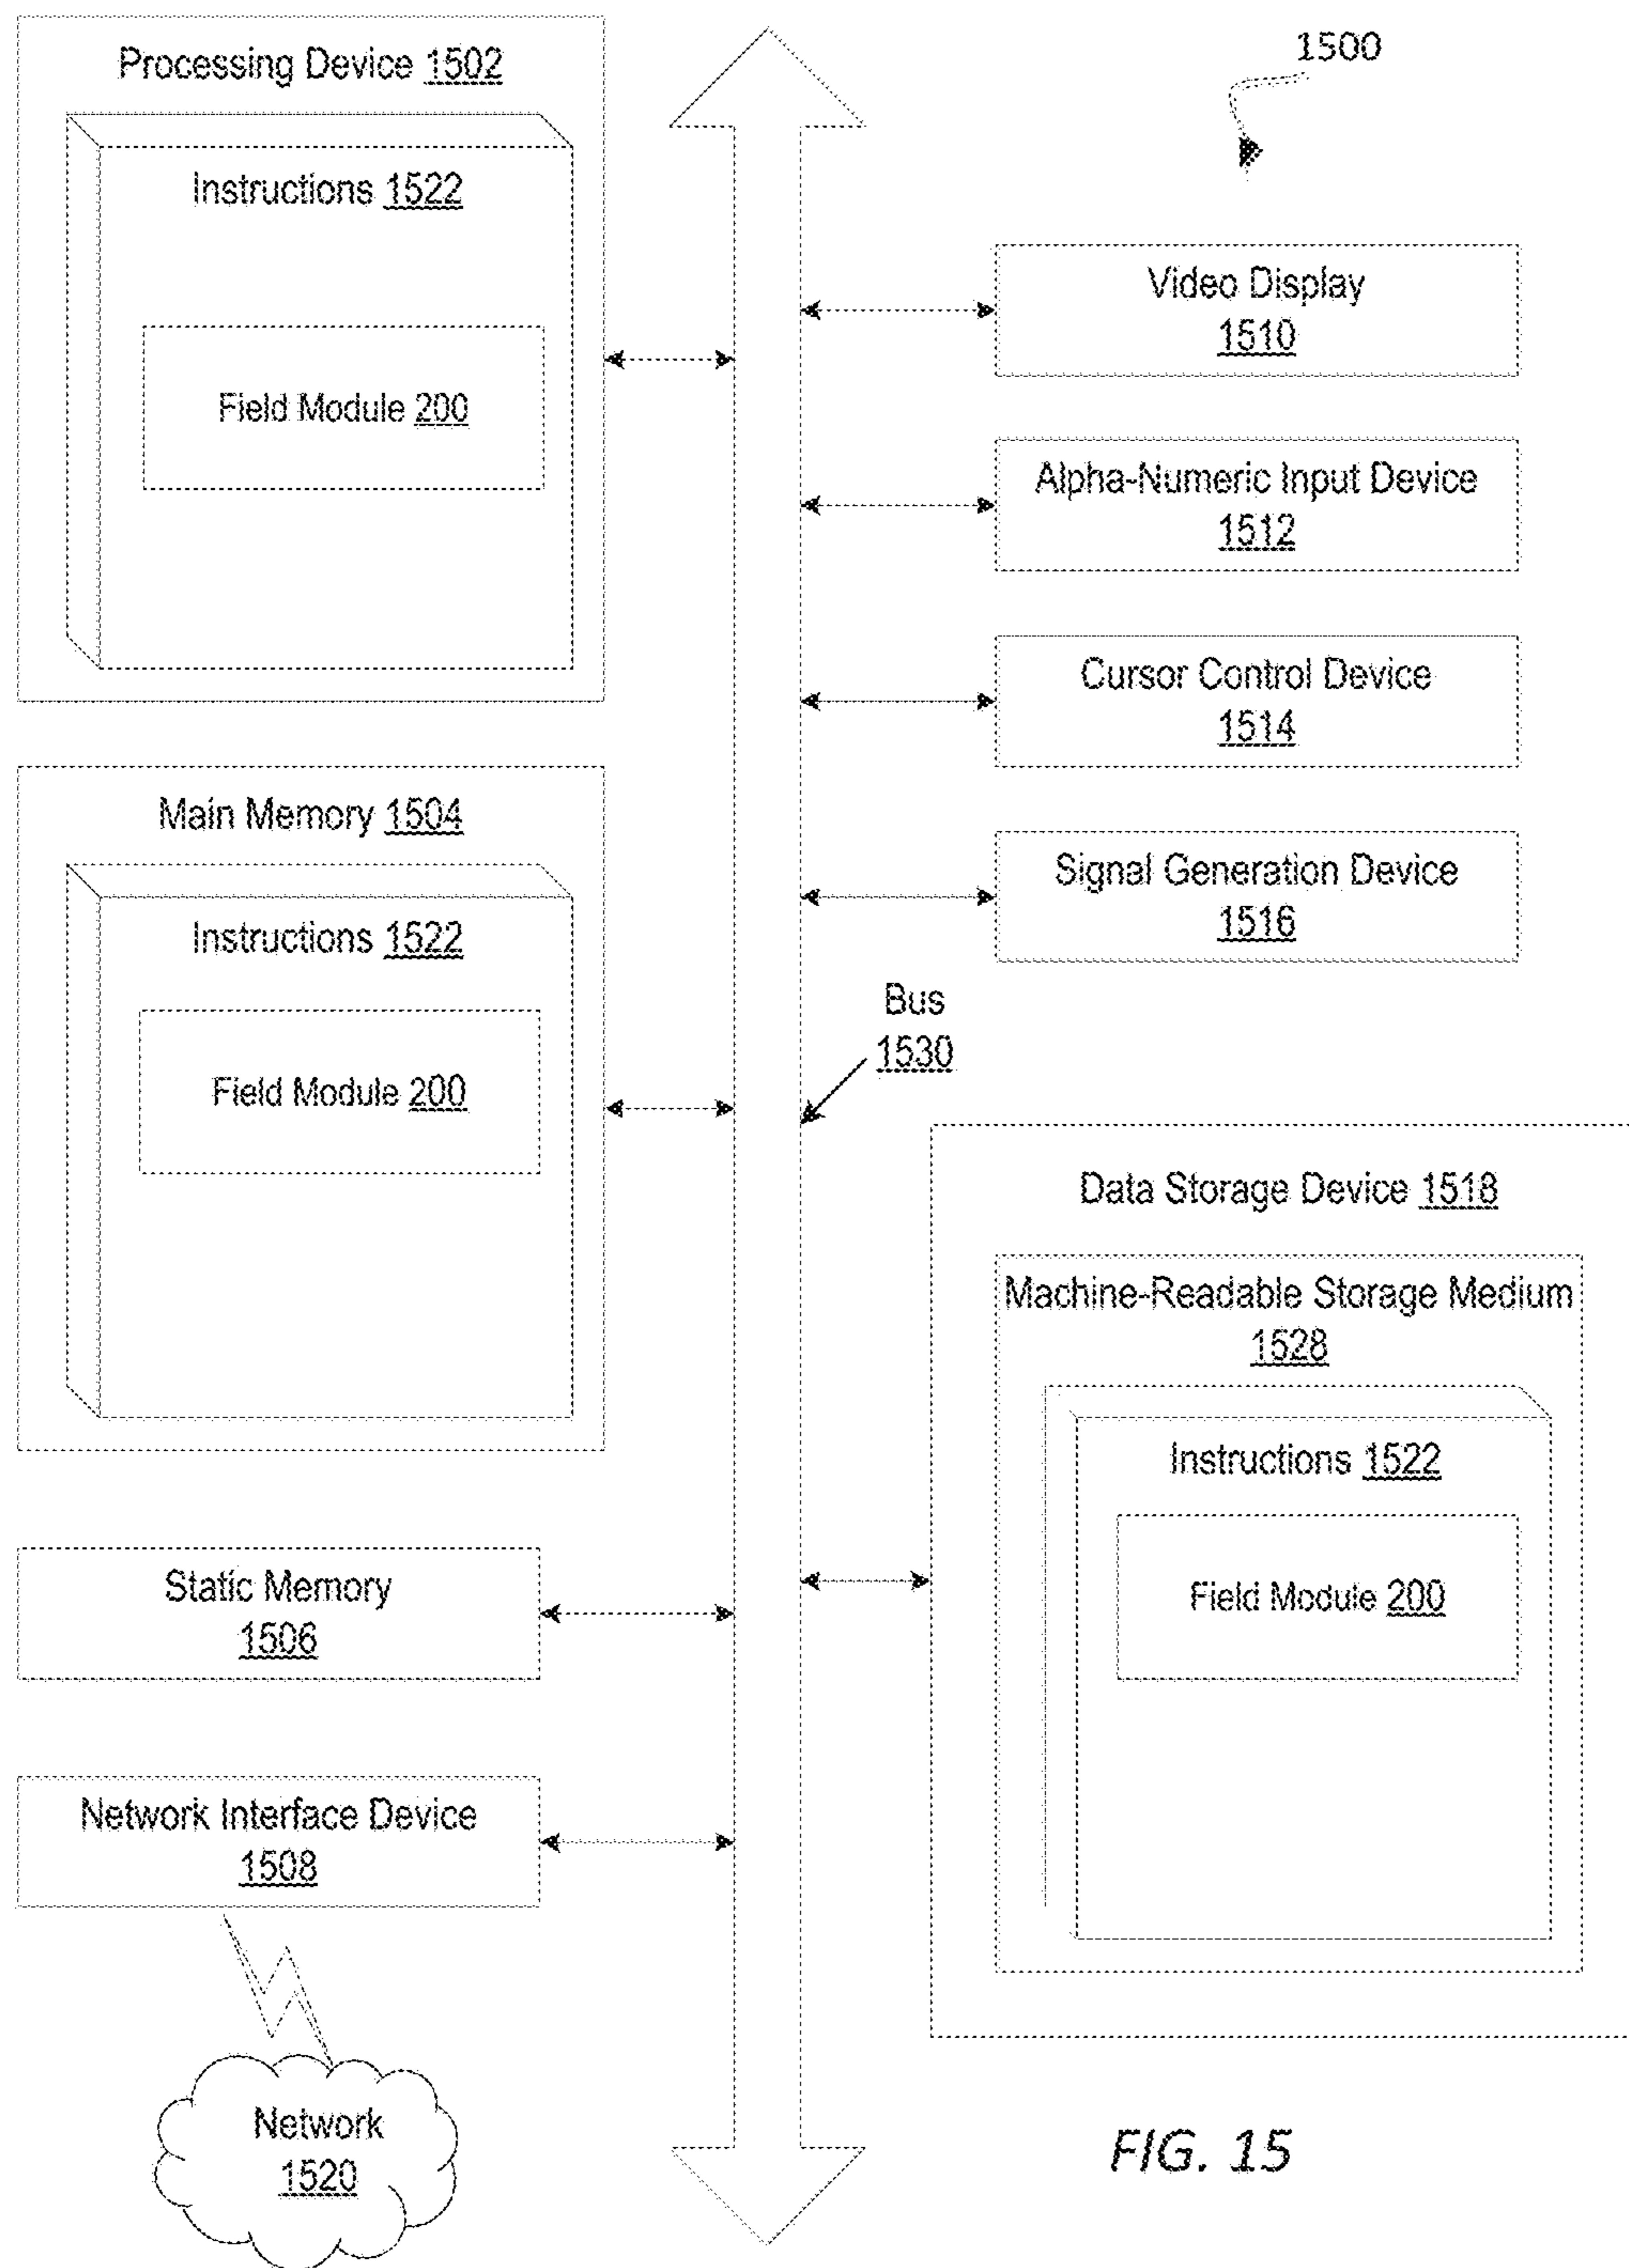 Processing Device 1502
Instructions 1522
Field Module 200
Main Memory 1504
Instructions 1522
Field Module 200
Static Memory
1506
Network Interface Device
1508
Network
1520
1500
Video Display
1510
Alpha-Numeric Input Device
1512
Cursor Control Device
1514
Signal Generation Device
1516
Bus
1530
Data Storage Device 1518
Machine-Readable Storage Medium
1528
Instructions 1522
Field Module 200
FIG. 15